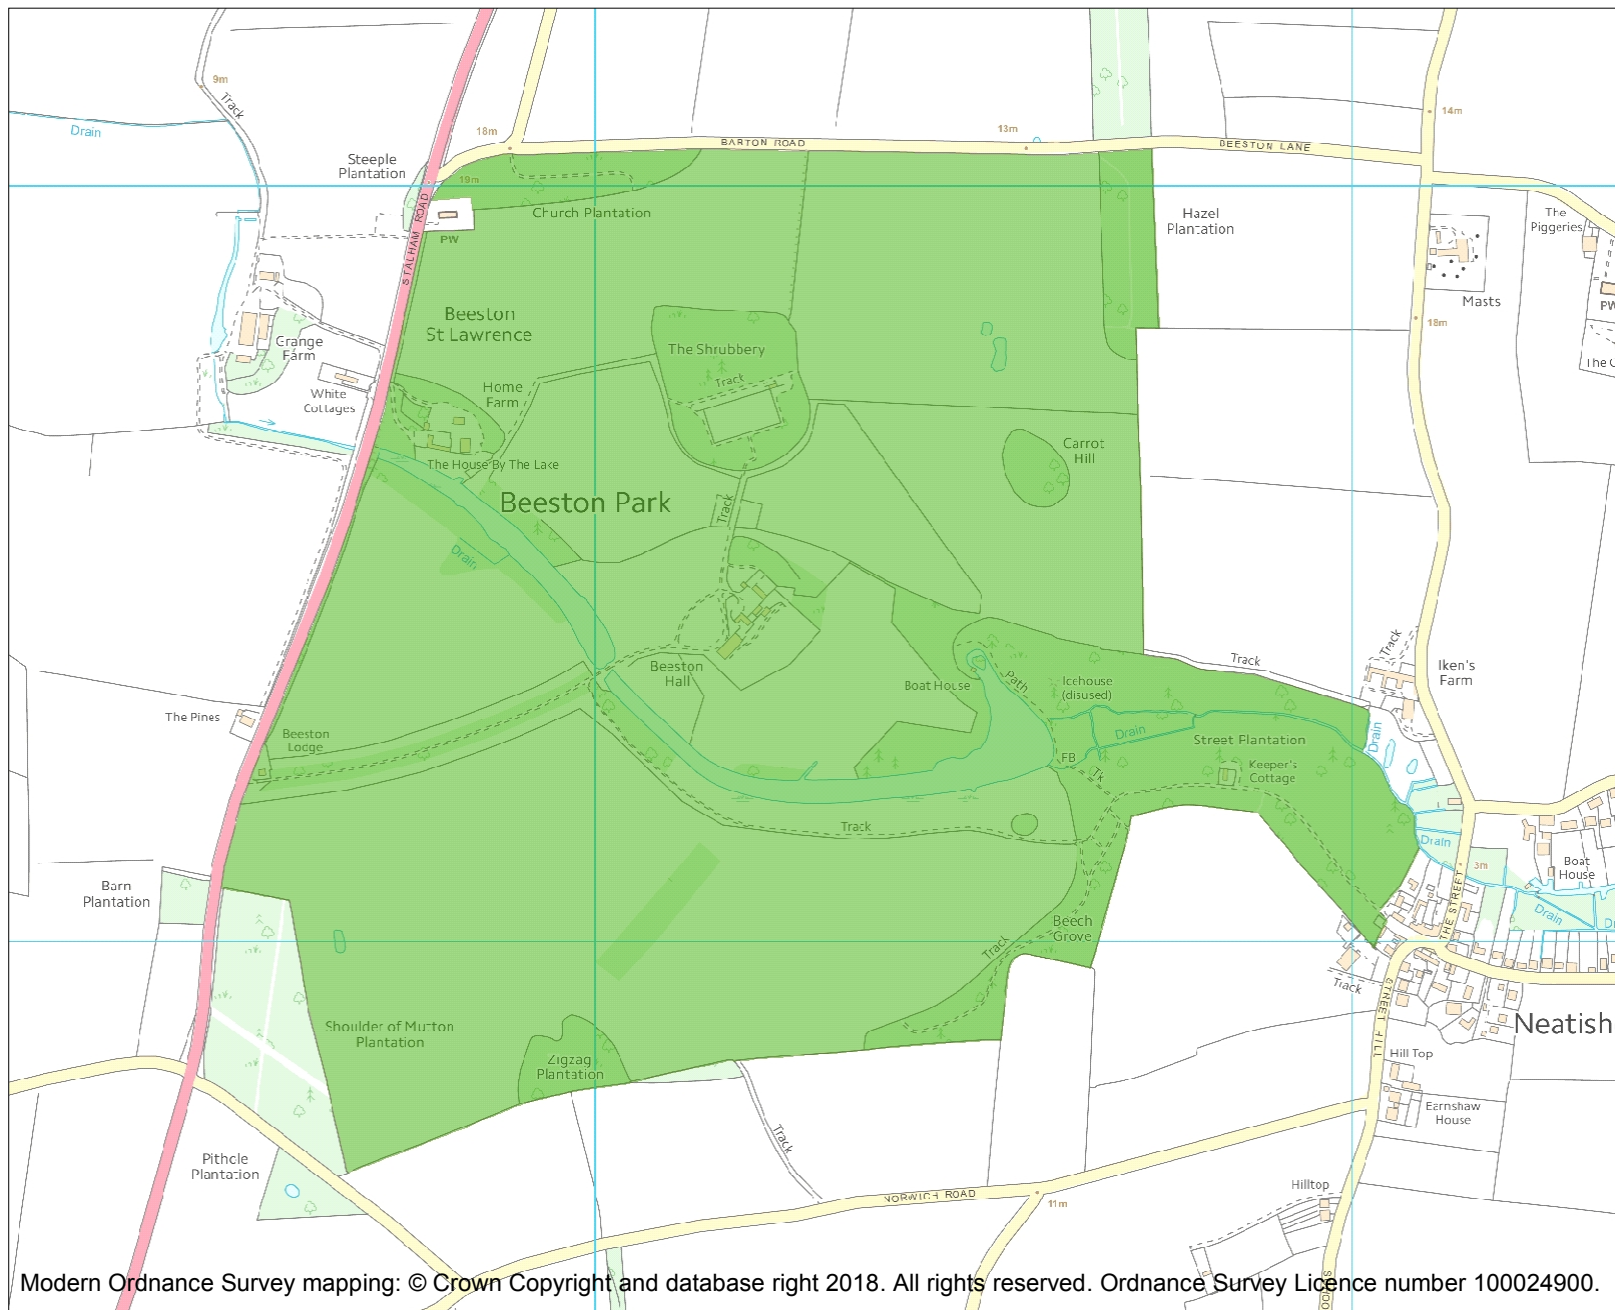 9m
Track
Drain
18m
13m
14m
BARTON ROAD
BEESTON LANE
Steeple
Plantation
19m
STALHAM ROAD
Church Plantation
PW
Hazel
Plantation
The
Piggeries
Masts
PW
18m
Beeston
St Lawrence
Grange
Farm
The Shrubbery
Track
Home
Farm
White
Cottages
Carrot
Hill
The House By The Lake
Beeston Park
Track
Drain
Track
Track
Iken's
Farm
Beeston
Hall
Boat House
Path
Icehouse
(disused)
The Pines
Beeston
Lodge
Drain
Drain
Street Plantation
FB
Tk
Keeper's
Cottage
Track
Drain
3m
Boat
House
Barn
Plantation
THE STREET
Drain
Beech
Grove
Track
Track
STREET HILL
Neatish
Shoulder of Mutton
Plantation
Zigzag
Plantation
Hill Top
Earnshaw
House
Track
Pithole
Plantation
NORWICH ROAD
11m
Hilltop
Modern Ordnance Survey mapping: © Crown Copyright and database right 2018. All rights reserved. Ordnance Survey Licence number 100024900.